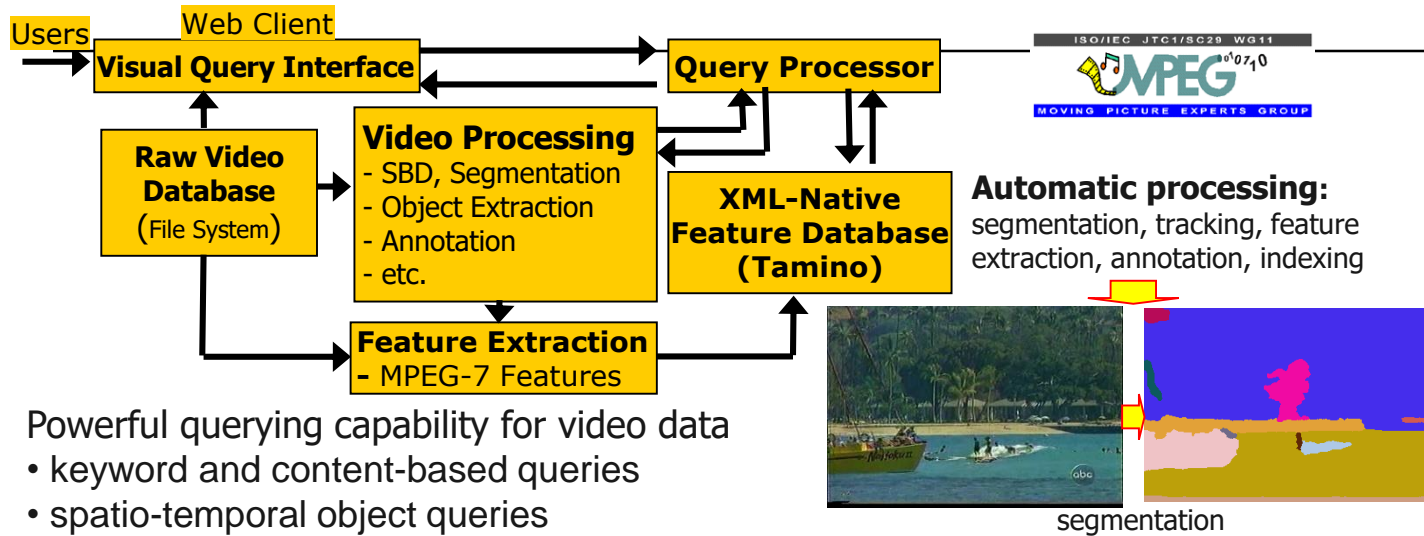 Users
Web Client
Visual Query Interface
Query Processor
ISO/IEC JTC1/SC29 WG11
MPEG
010710
MOVING PICTURE EXPERTS GROUP
Raw Video
Database
(File System)
Video Processing
- SBD, Segmentation
- Object Extraction
- Annotation
- etc.
XML-Native
Feature Database
(Tamino)
Automatic processing:
segmentation, tracking, feature
extraction, annotation, indexing
Feature Extraction
- MPEG-7 Features
abc
segmentation
Powerful querying capability for video data
• keyword and content-based queries
• spatio-temporal object queries